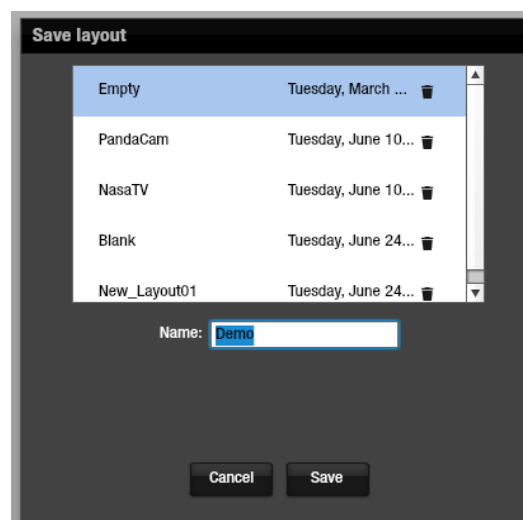 Save layout
Empty Tuesday, March ...
PandaCam Tuesday, June 10...
NasaTV Tuesday, June 10...
Blank Tuesday, June 24...
New_Layout01 Tuesday, June 24...
Name: Demo
Cancel Save